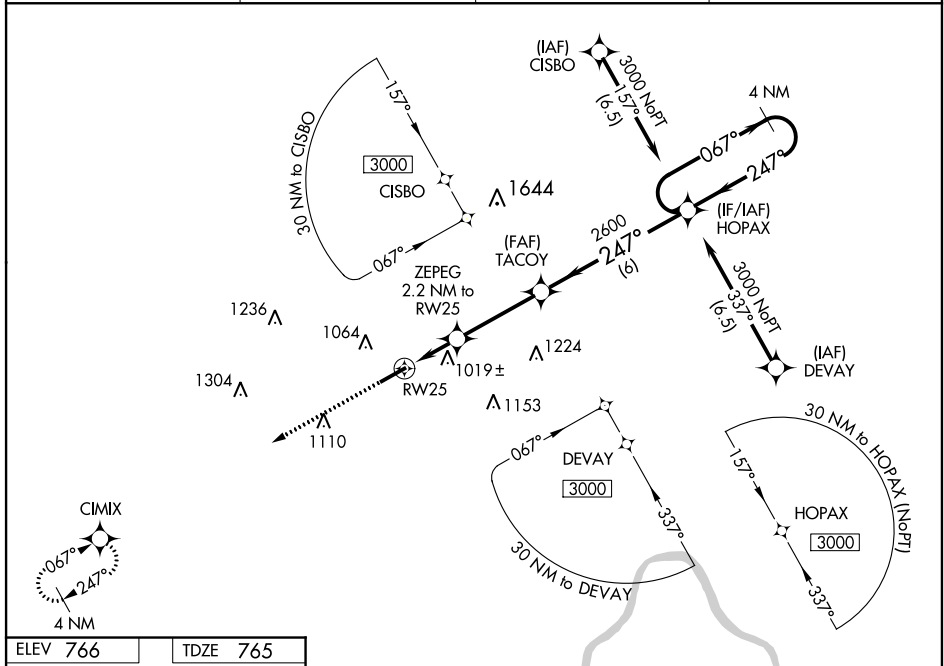 (IAF)
CISBO
3000 NoPT
157°
(6.5)
4 NM
067°
247°
(IF/IAF)
HOPAX
30 NM to CISBO
157°
3000
CISBO
067°
1644
2600
247°
(6)
(FAF)
TACOY
ZEPEG
2.2 NM to
RW25
3000 NoPT
337°
(6.5)
(IAF)
DEVAY
1236
1064
1224
1019±
1304
RW25
1153
1110
067°
DEVAY
3000
337°
30 NM to DEVAY
30 NM to HOPAX (NoPT)
157°
HOPAX
3000
337°
CIMIX
067°
247°
4 NM
ELEV 766
TDZE 765